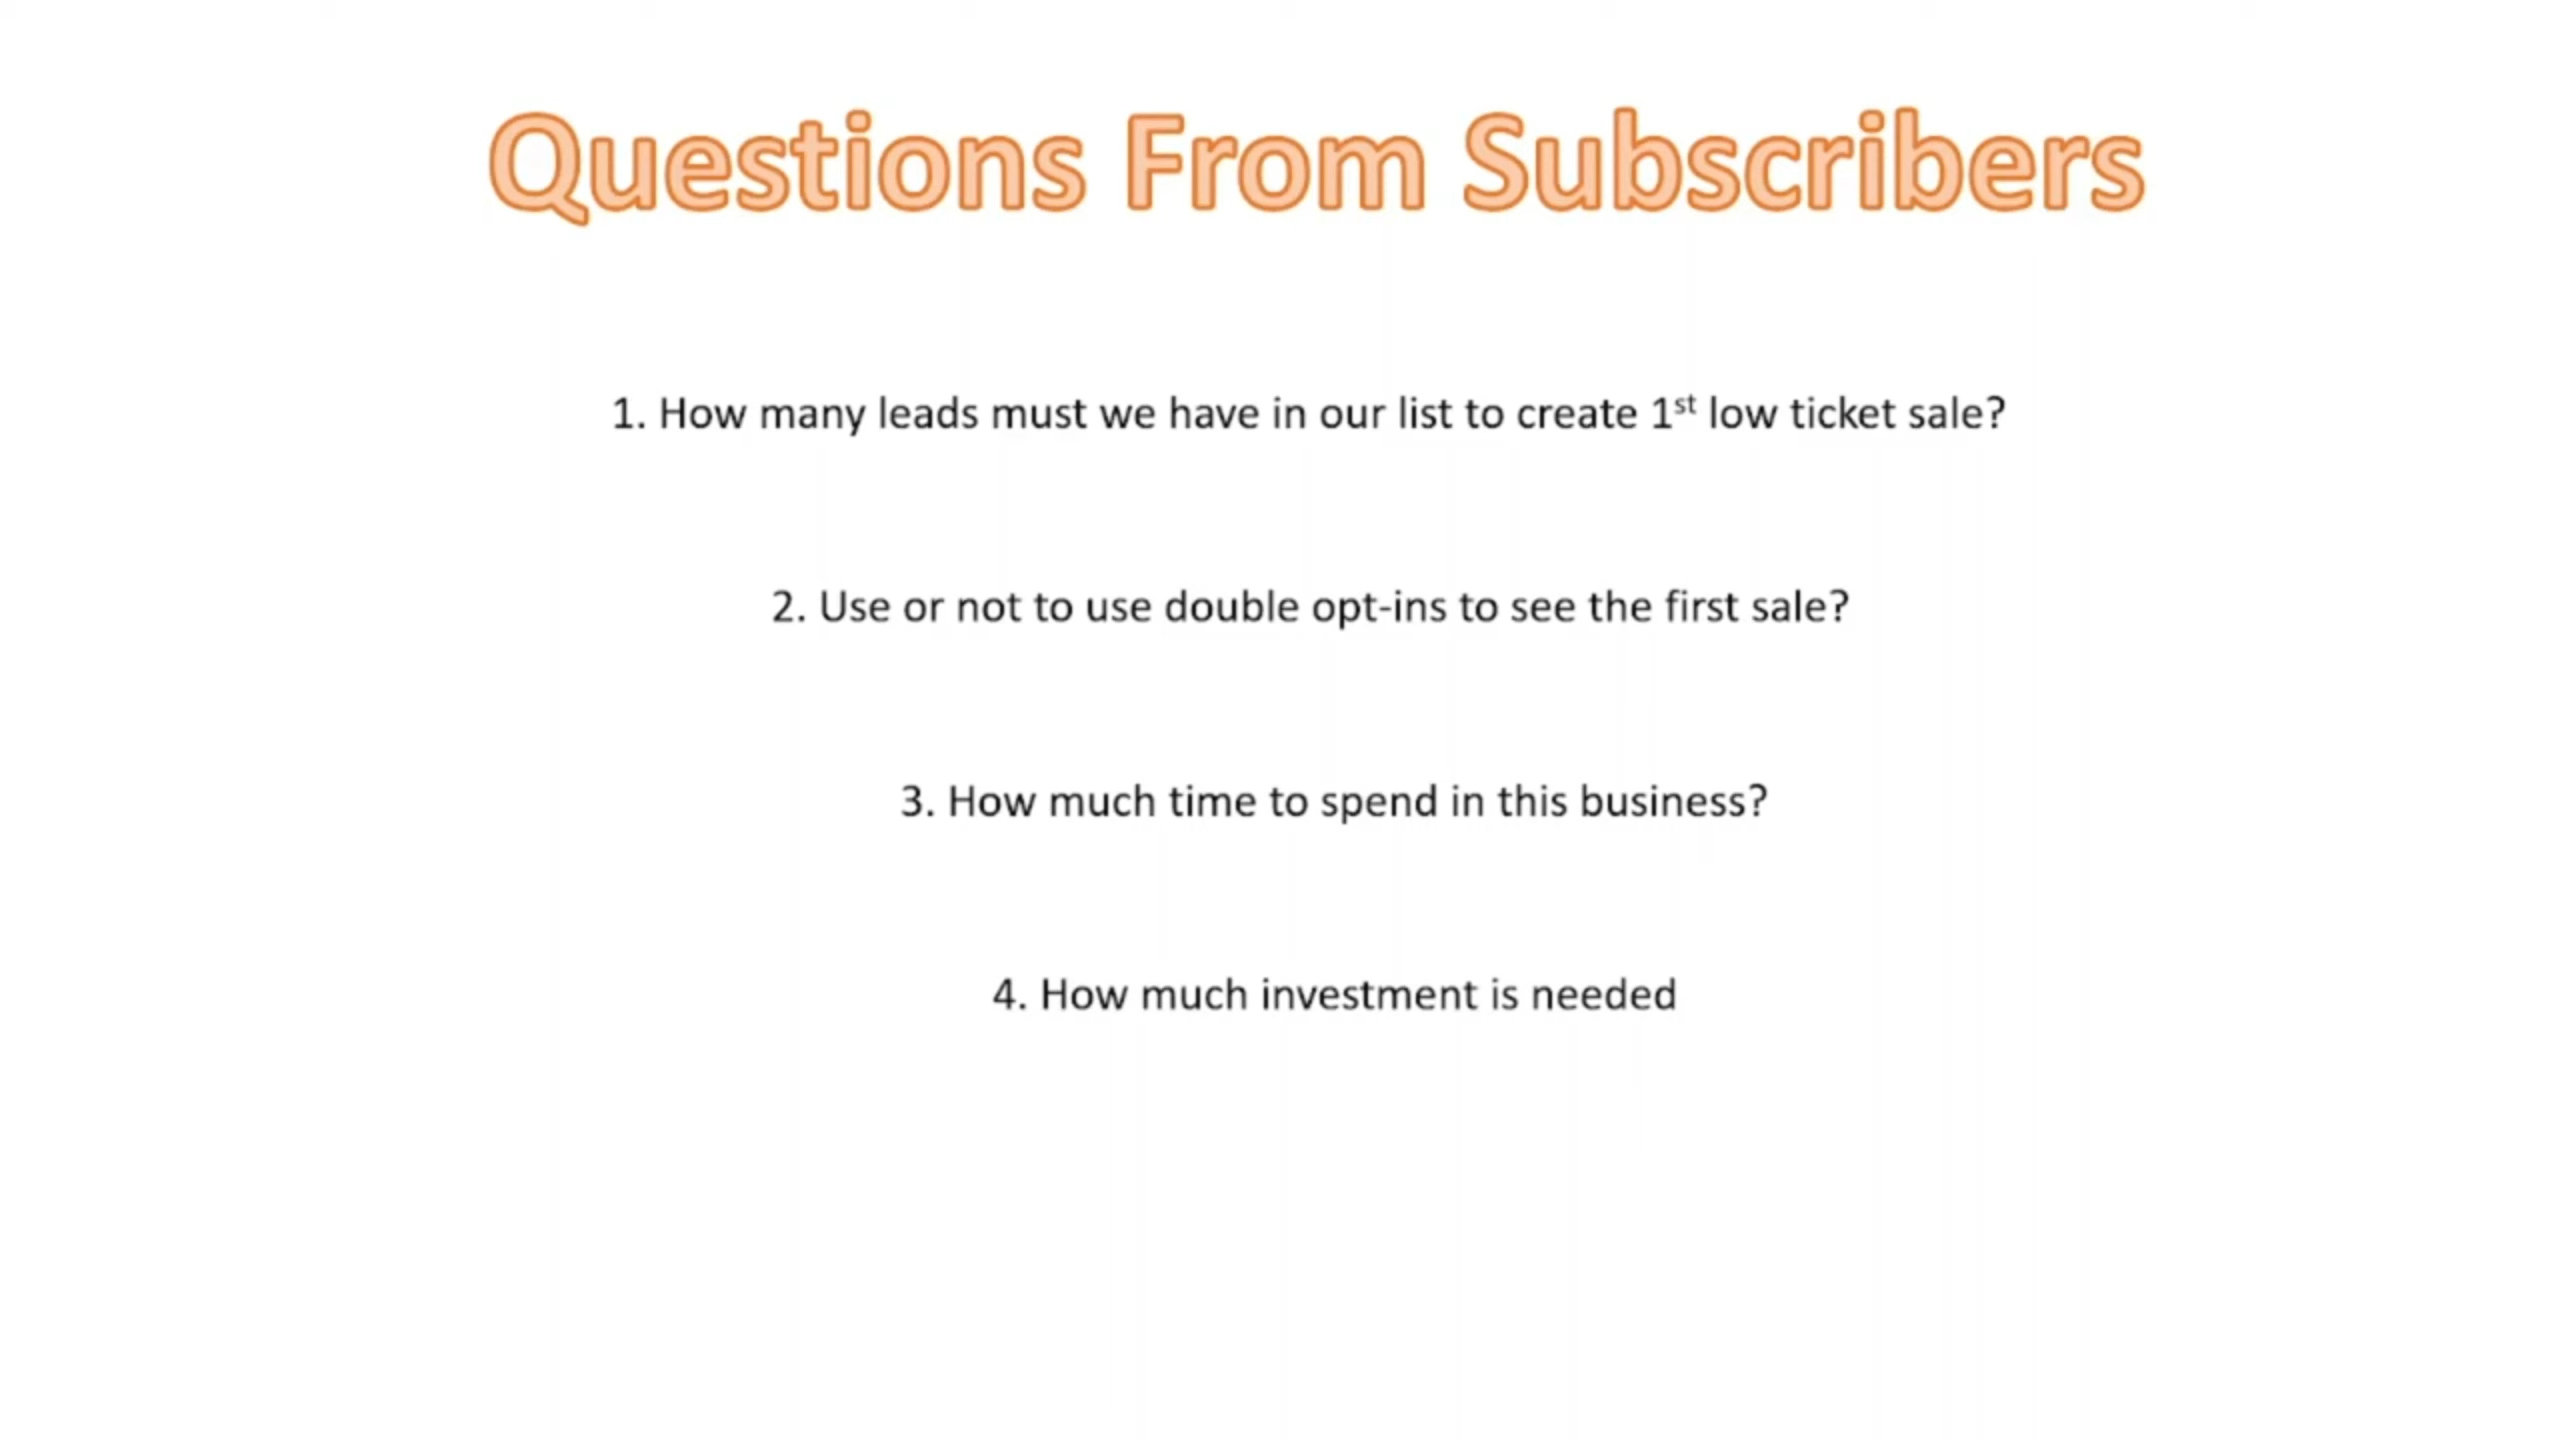 Questions From Subscribers
1. How many leads must we have in our list to create 1st low ticket sale?
2. Use or not to use double opt-ins to see the first sale?
3. How much time to spend in this business?
4. How much investment is needed